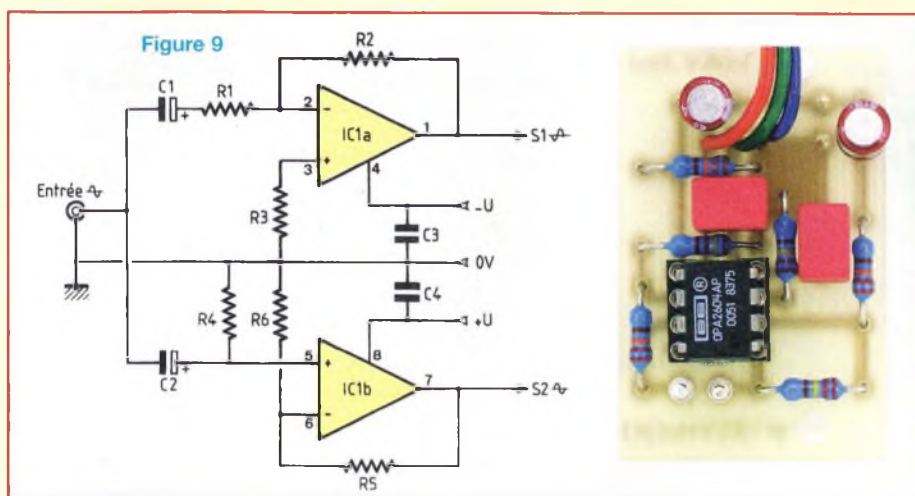 Figure 9
R2
C1
R1
2
-
IC1a
1
S1
3
+
4
Entrée
R3
-U
C3
0V
R4
R6
C4
+U
C2
5
+
8
IC1b
7
S2
6
-
R5
BB ®
OPA2604AP
0051 8375